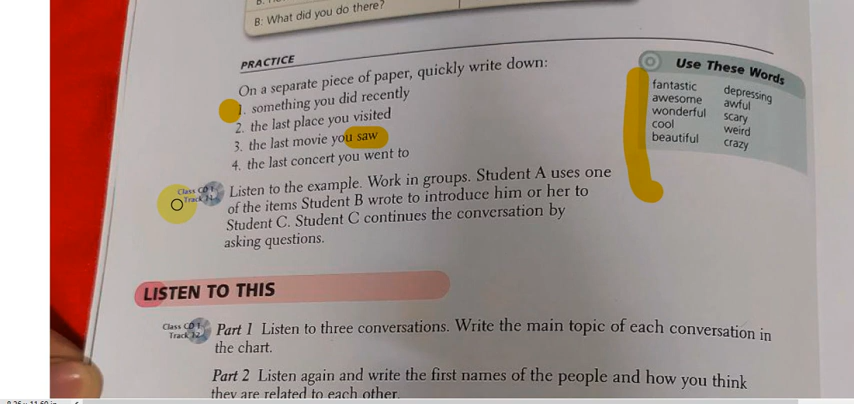 B: What did you do there?
PRACTICE
On a separate piece of paper, quickly write down:
1. something you did recently
2. the last place you visited
3. the last movie you saw
4. the last concert you went to
Use These Words
fantastic depressing
awesome awful
wonderful scary
cool weird
beautiful crazy
Class CD 1
Track
Listen to the example. Work in groups. Student A uses one
of the items Student B wrote to introduce him or her to
Student C. Student C continues the conversation by
asking questions.
LISTEN TO THIS
Class CD 1
Track 32
Part 1 Listen to three conversations. Write the main topic of each conversation in
the chart.
Part 2 Listen again and write the first names of the people and how you think
they are related to each other.